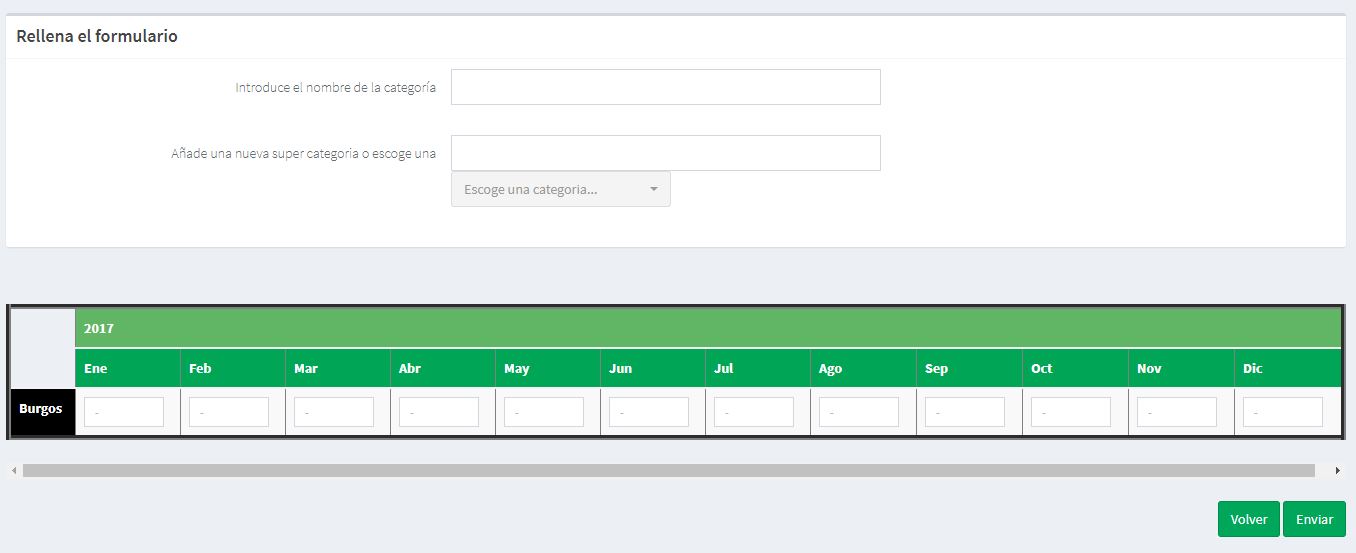 Rellena el formulario
Introduce el nombre de la categoría
Añade una nueva super categoria o escoge una
Escoge una categoria...
2017
Ene Feb Mar Abr May Jun Jul Ago Sep Oct Nov Dic
Burgos - - - - - - - - - - - -
Volver Enviar